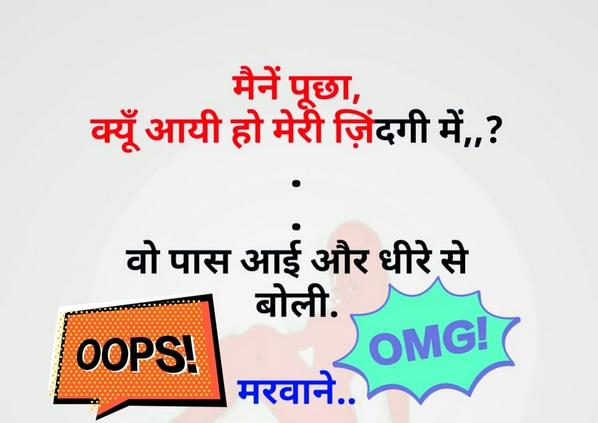 मैनें पूछा,
क्यूँ आयी हो मेरी ज़िंदगी में,,?
.
.
वो पास आई और धीरे से
बोली.
OOPS!
OMG!
मरवाने..